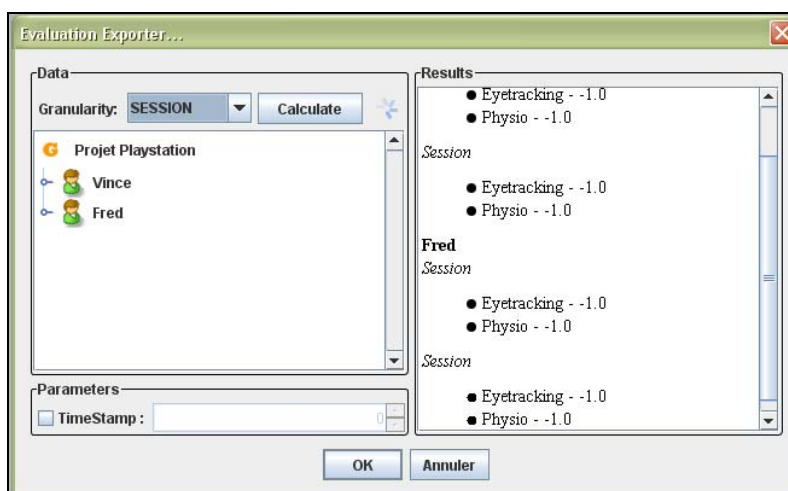 Evaluation Exporter...
Data
Granularity: SESSION Calculate
Projet Playstation
Vince
Fred
Parameters
TimeStamp : 0
Results
Eyetracking - -1.0
Physio - -1.0
Session
Eyetracking - -1.0
Physio - -1.0
Fred
Session
Eyetracking - -1.0
Physio - -1.0
Session
Eyetracking - -1.0
Physio - -1.0
OK Annuler